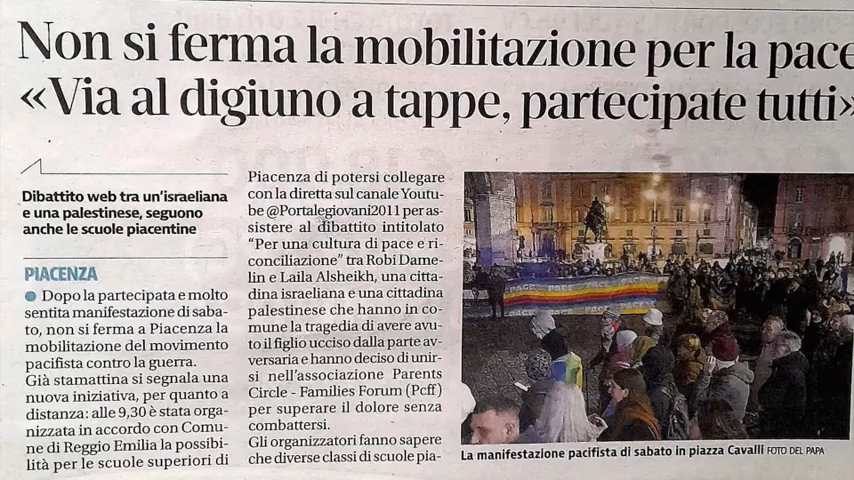 Non si ferma la mobilitazione per la pace
«Via al digiuno a tappe, partecipate tutti»
Dibattito web tra un'israeliana
e una palestinese, seguono
anche le scuole piacentine
PIACENZA
● Dopo la partecipata e molto
sentita manifestazione di saba-
to, non si ferma a Piacenza la
mobilitazione del movimento
pacifista contro la guerra.
Già stamattina si segnala una
nuova iniziativa, per quanto a
distanza: alle 9,30 è stata orga-
nizzata in accordo con Comu-
ne di Reggio Emilia la possibi-
lità per le scuole superiori di
Piacenza di potersi collegare
con la diretta sul canale Youtu-
be @Portalegiovani2011 per as-
sistere al dibattito intitolato
“Per una cultura di pace e ri-
conciliazione” tra Robi Dame-
lin e Laila Alsheikh, una citta-
dina israeliana e una cittadina
palestinese che hanno in co-
mune la tragedia di avere avu-
to il figlio ucciso dalla parte av-
versaria e hanno deciso di unir-
si nell'associazione Parents
Circle - Families Forum (Pcff)
per superare il dolore senza
combattersi.
Gli organizzatori fanno sapere
che diverse classi di scuole pia-
PACE PACE PACE
La manifestazione pacifista di sabato in piazza Cavalli FOTO DEL PAPA